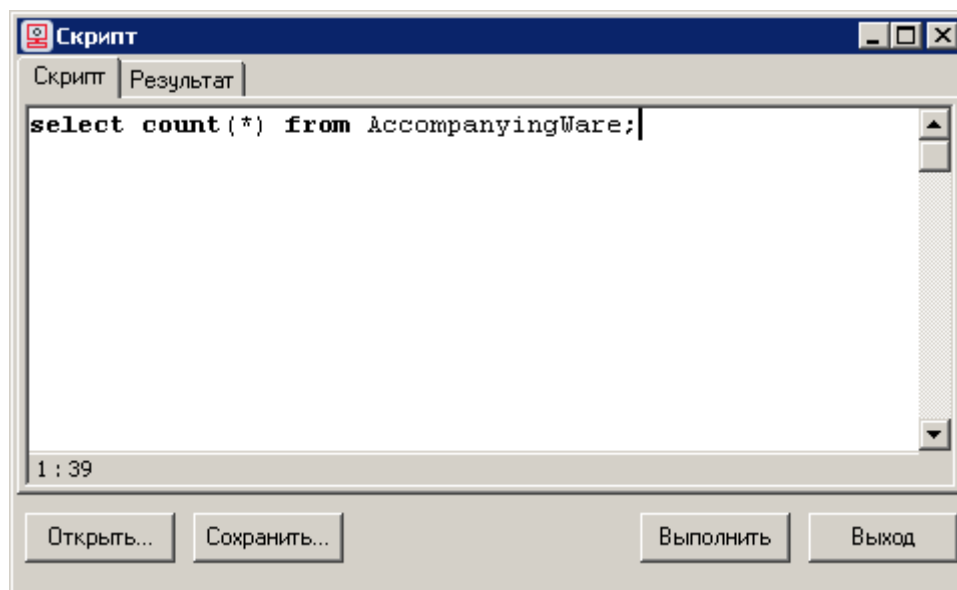 Скрипт
Скрипт Результат
select count(*) from AccompanyingWare;
1 : 39
Открыть... Сохранить... Выполнить Выход